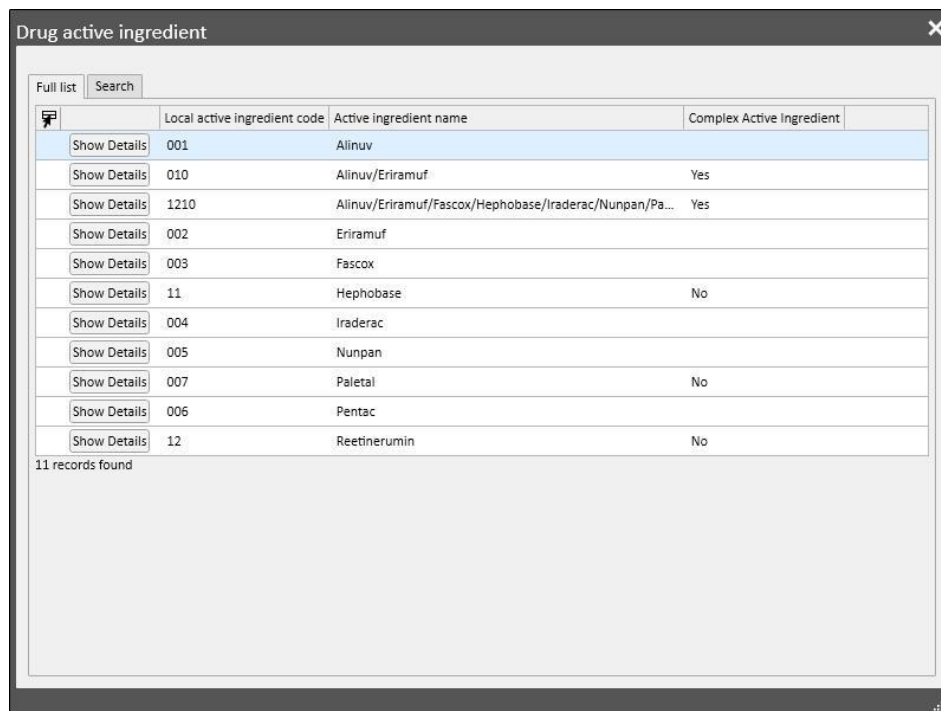 Drug active ingredient
Full list Search
Local active ingredient code Active ingredient name Complex Active Ingredient
Show Details 001 Alinuv
Show Details 010 Alinuv/Eriramuf Yes
Show Details 1210 Alinuv/Eriramuf/Fascox/Hephobase/Iraderac/Nunpan/Pa... Yes
Show Details 002 Eriramuf
Show Details 003 Fascox
Show Details 11 Hephobase No
Show Details 004 Iraderac
Show Details 005 Nunpan
Show Details 007 Paletal No
Show Details 006 Pentac
Show Details 12 Reetinerumin No
11 records found